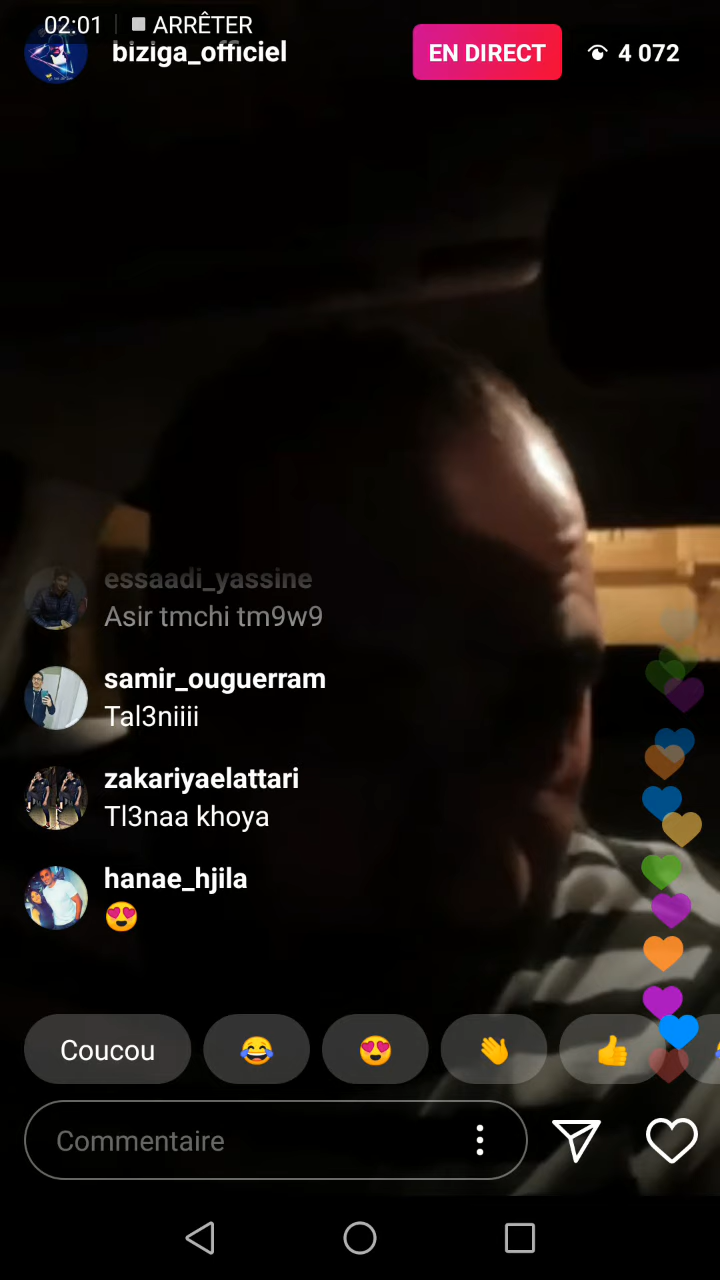 02:01 ARRÊTER
biziga_officiel EN DIRECT 4 072
essaadi_yassine
Asir tmchi tm9w9
samir_ouguerram
Tal3niiii
zakariyaelattari
Tl3naa khoya
hanae_hjila
😍
Coucou 😂 😍 👏 👍
Commentaire